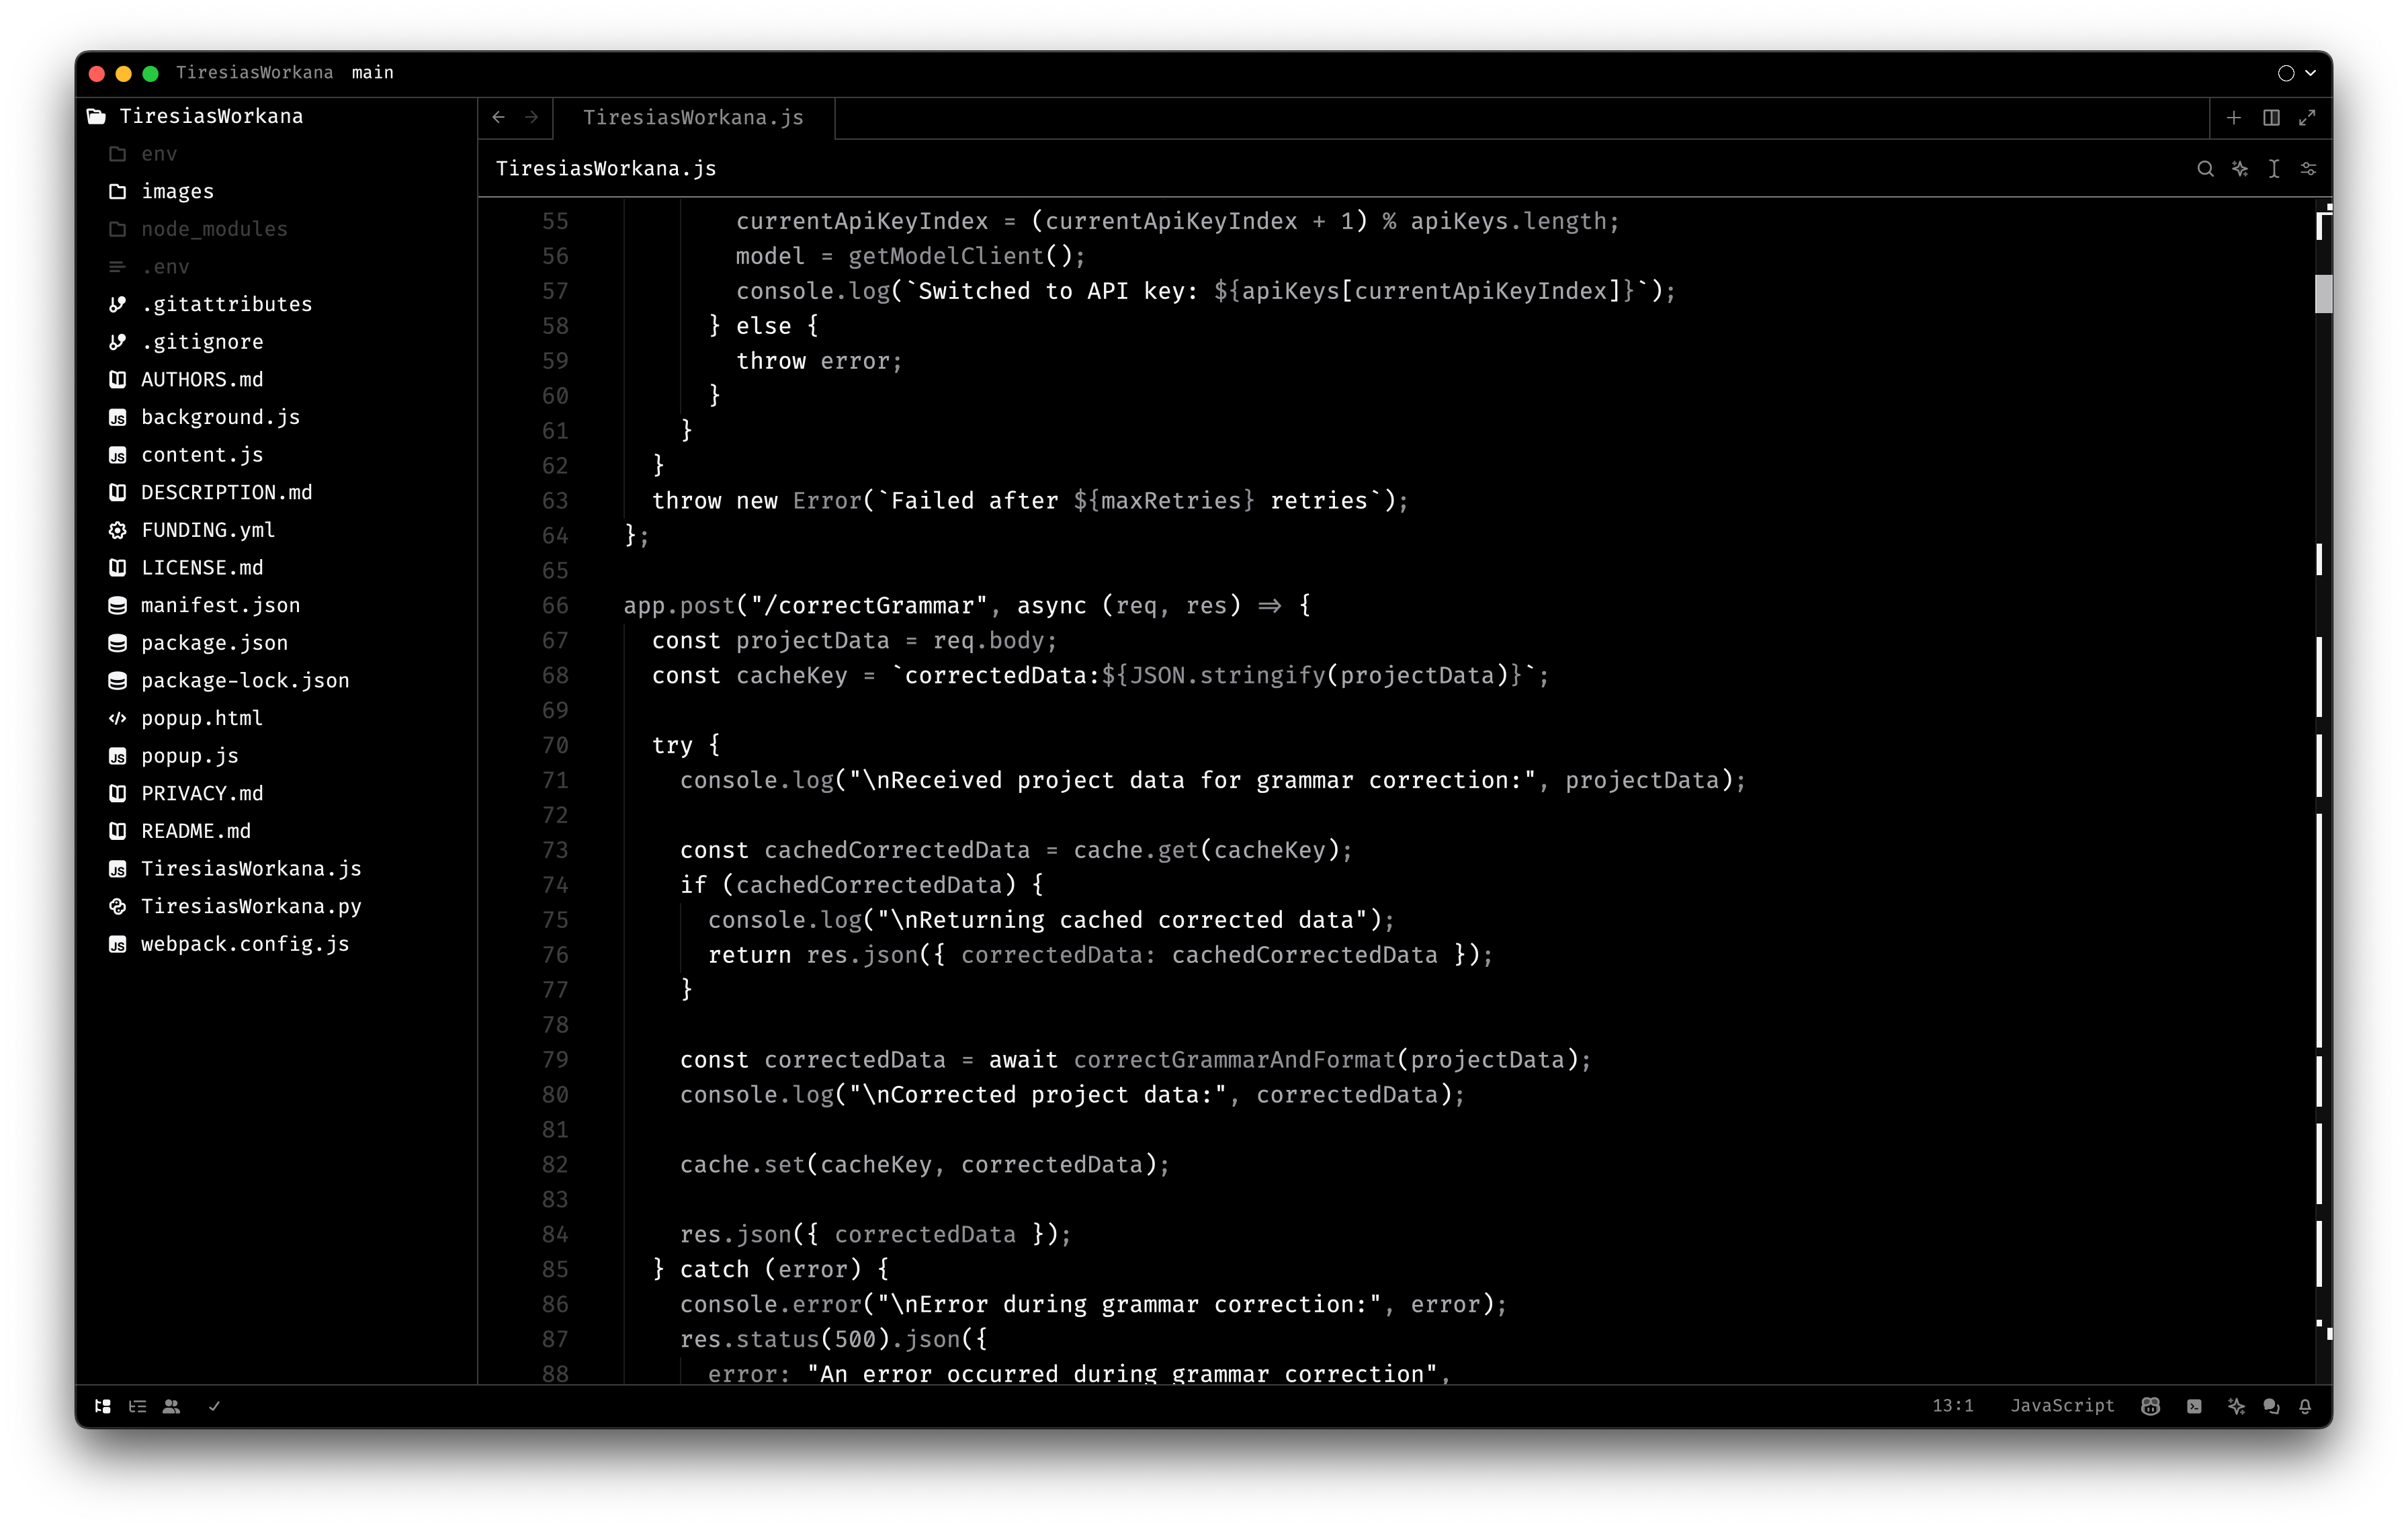 TiresiasWorkana main
TiresiasWorkana
env
images
node_modules
.env
.gitattributes
.gitignore
AUTHORS.md
background.js
content.js
DESCRIPTION.md
FUNDING.yml
LICENSE.md
manifest.json
package.json
package-lock.json
popup.html
popup.js
PRIVACY.md
README.md
TiresiasWorkana.js
TiresiasWorkana.py
webpack.config.js
TiresiasWorkana.js
TiresiasWorkana.js
55 currentApiKeyIndex = (currentApiKeyIndex + 1) % apiKeys.length;
56 model = getModelClient();
57 console.log(`Switched to API key: ${apiKeys[currentApiKeyIndex]}`);
58 } else {
59 throw error;
60 }
61 }
62 }
63 throw new Error(`Failed after ${maxRetries} retries`);
64 };
65
66 app.post("/correctGrammar", async (req, res) => {
67 const projectData = req.body;
68 const cacheKey = `correctedData:${JSON.stringify(projectData)}`;
69
70 try {
71 console.log("\nReceived project data for grammar correction:", projectData);
72
73 const cachedCorrectedData = cache.get(cacheKey);
74 if (cachedCorrectedData) {
75 console.log("\nReturning cached corrected data");
76 return res.json({ correctedData: cachedCorrectedData });
77 }
78
79 const correctedData = await correctGrammarAndFormat(projectData);
80 console.log("\nCorrected project data:", correctedData);
81
82 cache.set(cacheKey, correctedData);
83
84 res.json({ correctedData });
85 } catch (error) {
86 console.error("\nError during grammar correction:", error);
87 res.status(500).json({
88 error: "An error occurred during grammar correction",
13:1 JavaScript